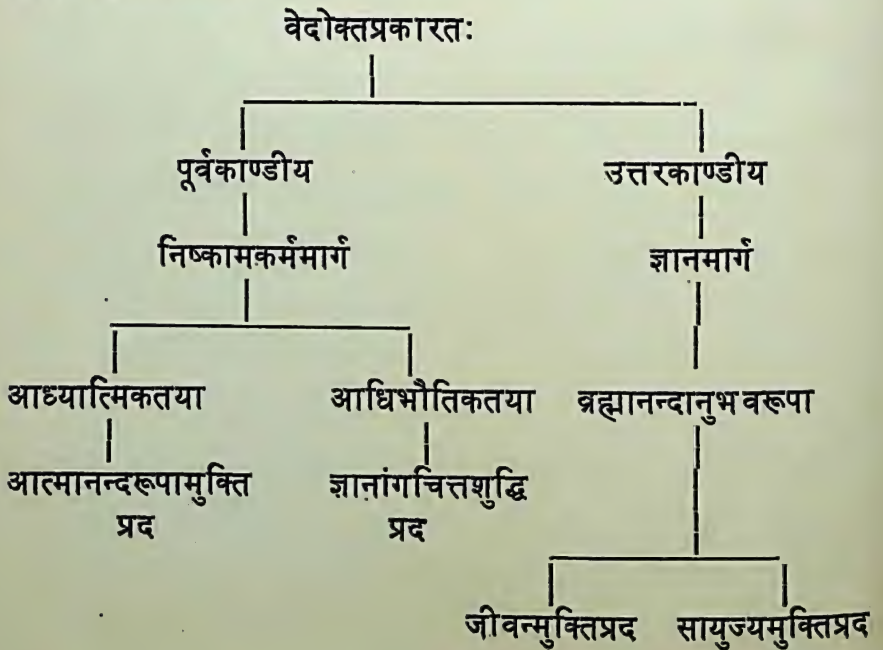 वेदोक्तप्रकारतः
पूर्वकाण्डीय उत्तरकाण्डीय
निष्कामकर्ममार्ग ज्ञानमार्ग
आध्यात्मिकतया आधिभौतिकतया ब्रह्मानन्दानुभवरूपा
आत्मानन्दरूपामुक्ति ज्ञानांगचित्तशुद्धि
प्रद प्रद
जीवन्मुक्तिप्रद सायुज्यमुक्तिप्रद